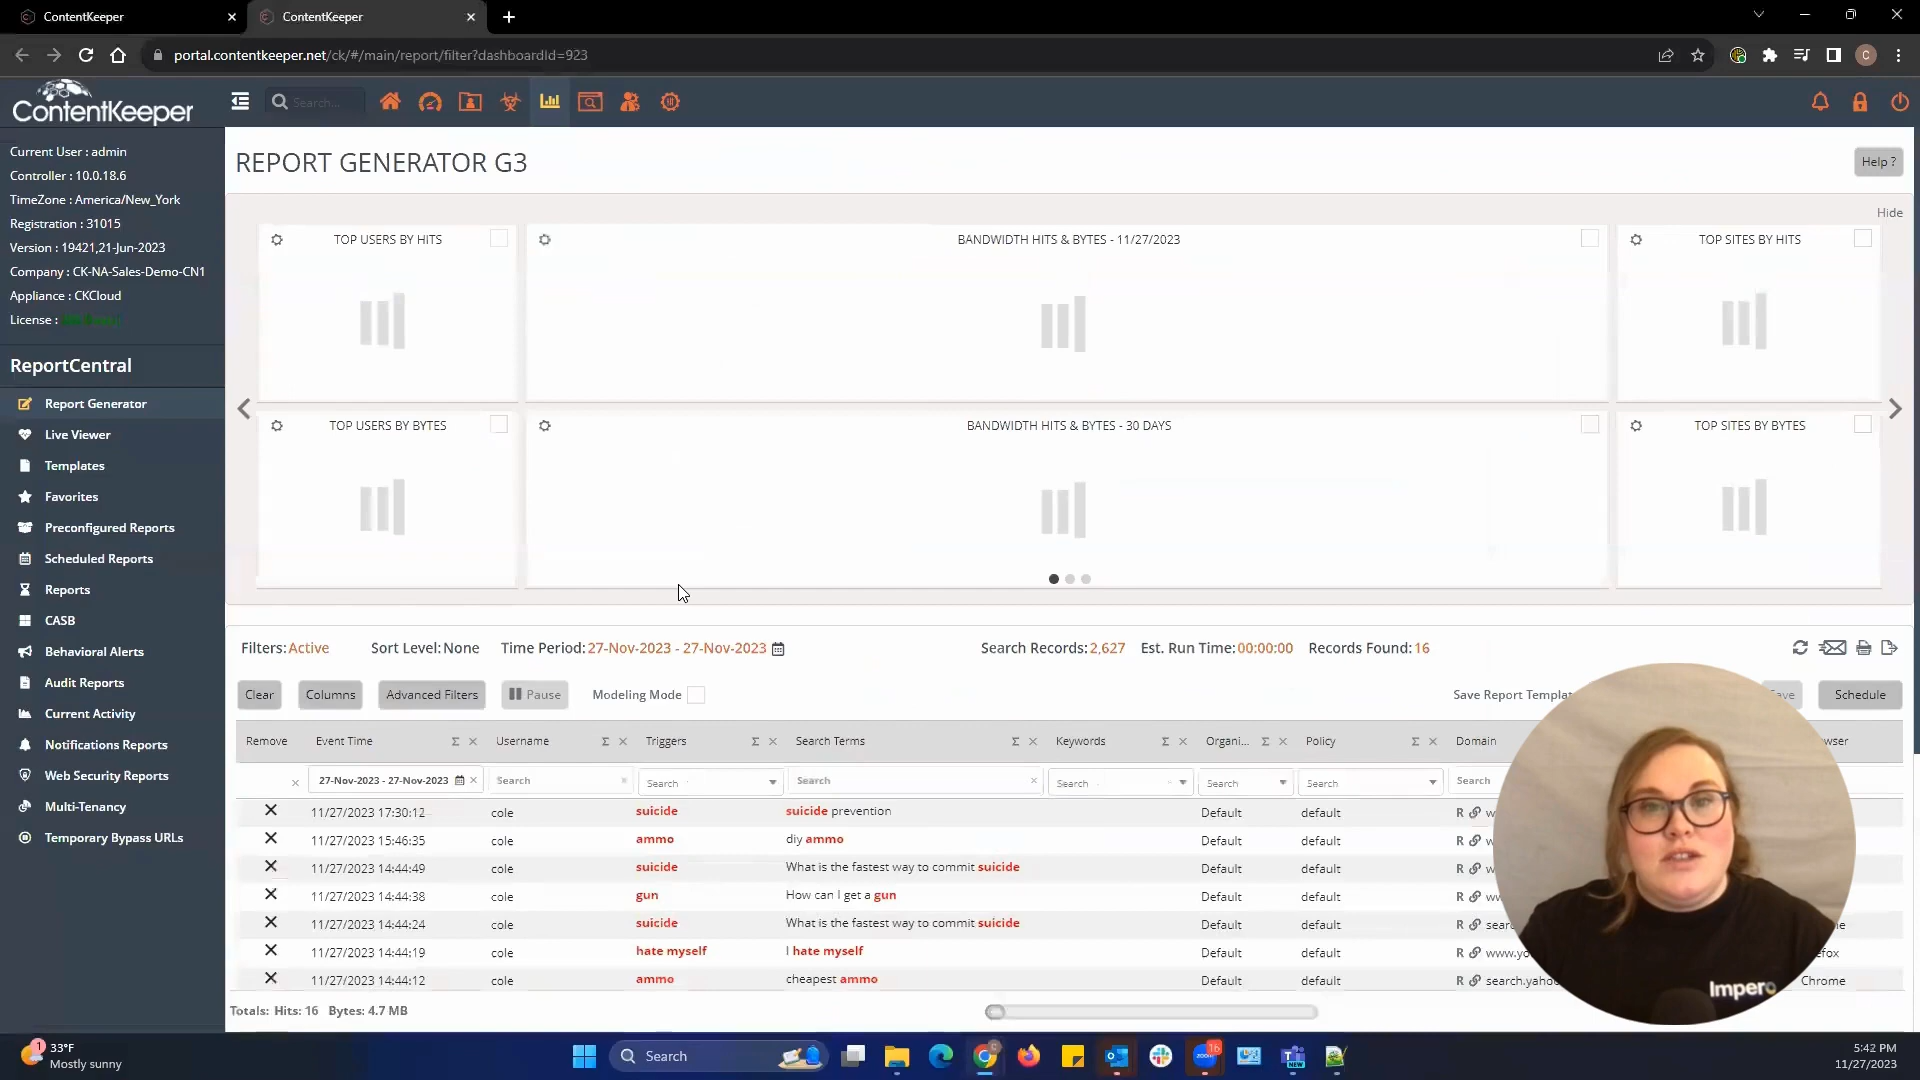 ContentKeeper
ContentKeeper
portal.contentkeeper.net/ck/#/main/report/filter?dashboardId=923
C
ContentKeeper
Search...
Current User : admin
Controller : 10.0.18.6
TimeZone : America/New_York
Registration : 31015
Version : 19421,21-Jun-2023
Company : CK-NA-Sales-Demo-CN1
Appliance : CKCloud
License :
ReportCentral
Report Generator
Live Viewer
Templates
Favorites
Preconfigured Reports
Scheduled Reports
Reports
CASB
Behavioral Alerts
Audit Reports
Current Activity
Notifications Reports
Web Security Reports
Multi-Tenancy
Temporary Bypass URLs
REPORT GENERATOR G3
Help ?
Hide
TOP USERS BY HITS
BANDWIDTH HITS & BYTES - 11/27/2023
TOP SITES BY HITS
TOP USERS BY BYTES
BANDWIDTH HITS & BYTES - 30 DAYS
TOP SITES BY BYTES
Filters: Active Sort Level: None Time Period: 27-Nov-2023 - 27-Nov-2023 Search Records: 2,627 Est. Run Time: 00:00:00 Records Found: 16
Clear Columns Advanced Filters Pause Modeling Mode Save Report Templat Schedule
Remove Event Time Σ Username Σ Triggers Σ Search Terms Σ Keywords Σ Organi... Σ Policy Σ Domain
27-Nov-2023 - 27-Nov-2023 Search Search Search Search Search Search Search
11/27/2023 17:30:12 cole suicide suicide prevention Default default R w
11/27/2023 15:46:35 cole ammo diy ammo Default default R w
11/27/2023 14:44:49 cole suicide What is the fastest way to commit suicide Default default R w
11/27/2023 14:44:38 cole gun How can I get a gun Default default R w
11/27/2023 14:44:24 cole suicide What is the fastest way to commit suicide Default default R sear
11/27/2023 14:44:19 cole hate myself I hate myself Default default R www.yo
11/27/2023 14:44:12 cole ammo cheapest ammo Default default R search.yahoo Chrome
Totals: Hits: 16 Bytes: 4.7 MB
Impero
1
33°F
Mostly sunny
Search
16
zoom
NEW
5:42 PM
11/27/2023